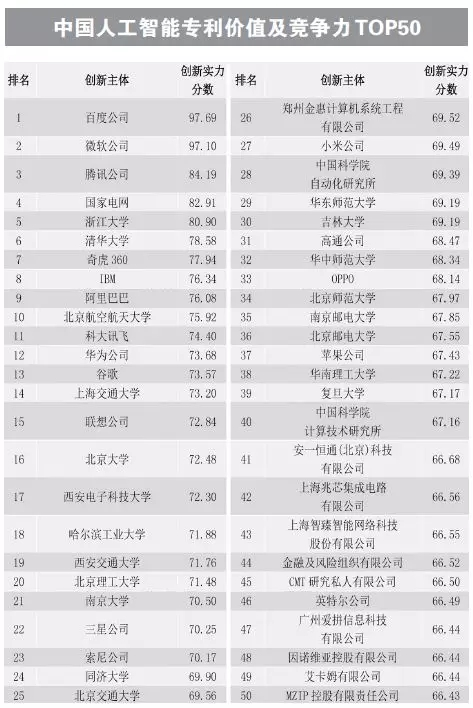 中国人工智能专利价值及竞争力 TOP50
排名 创新主体 创新实力
分数
1 百度公司 97.69
2 微软公司 97.10
3 腾讯公司 84.19
4 国家电网 82.91
5 浙江大学 80.90
6 清华大学 78.58
7 奇虎 360 77.94
8 IBM 76.34
9 阿里巴巴 76.08
10 北京航空航天大学 75.92
11 科大讯飞 74.40
12 华为公司 73.68
13 谷歌 73.57
14 上海交通大学 73.20
15 联想公司 72.84
16 北京大学 72.48
17 西安电子科技大学 72.30
18 哈尔滨工业大学 71.88
19 西安交通大学 71.76
20 北京理工大学 71.48
21 南京大学 70.50
22 三星公司 70.25
23 索尼公司 70.17
24 同济大学 69.90
25 北京交通大学 69.56
排名 创新主体 创新实力
分数
26 郑州金惠计算机系统工程
有限公司 69.52
27 小米公司 69.49
28 中国科学院
自动化研究所 69.39
29 华东师范大学 69.19
30 吉林大学 69.19
31 高通公司 68.47
32 华中师范大学 68.34
33 OPPO 68.14
34 北京师范大学 67.97
35 南京邮电大学 67.85
36 北京邮电大学 67.55
37 苹果公司 67.43
38 华南理工大学 67.22
39 复旦大学 67.17
40 中国科学院
计算技术研究所 67.16
41 安一恒通(北京)科技
有限公司 66.68
42 上海兆芯集成电路
有限公司 66.56
43 上海智臻智能网络科技
股份有限公司 66.55
44 金融及风险组织有限公司 66.52
45 CMT 研究私人有限公司 66.50
46 英特尔公司 66.49
47 广州爱拼信息科技
有限公司 66.44
48 因诺维亚控股有限公司 66.44
49 艾卡姆有限公司 66.44
50 MZIP 控股有限责任公司 66.43